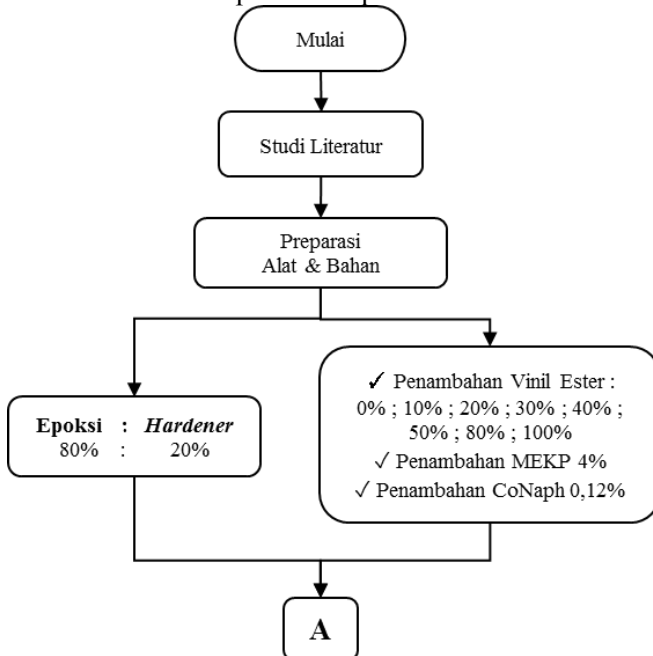 Mulai
Studi Literatur
Preparasi
Alat & Bahan
Epoksi : Hardener
80% : 20%
✓ Penambahan Vinil Ester :
0% ; 10% ; 20% ; 30% ; 40% ;
50% ; 80% ; 100%
✓ Penambahan MEKP 4%
✓ Penambahan CoNaph 0,12%
A